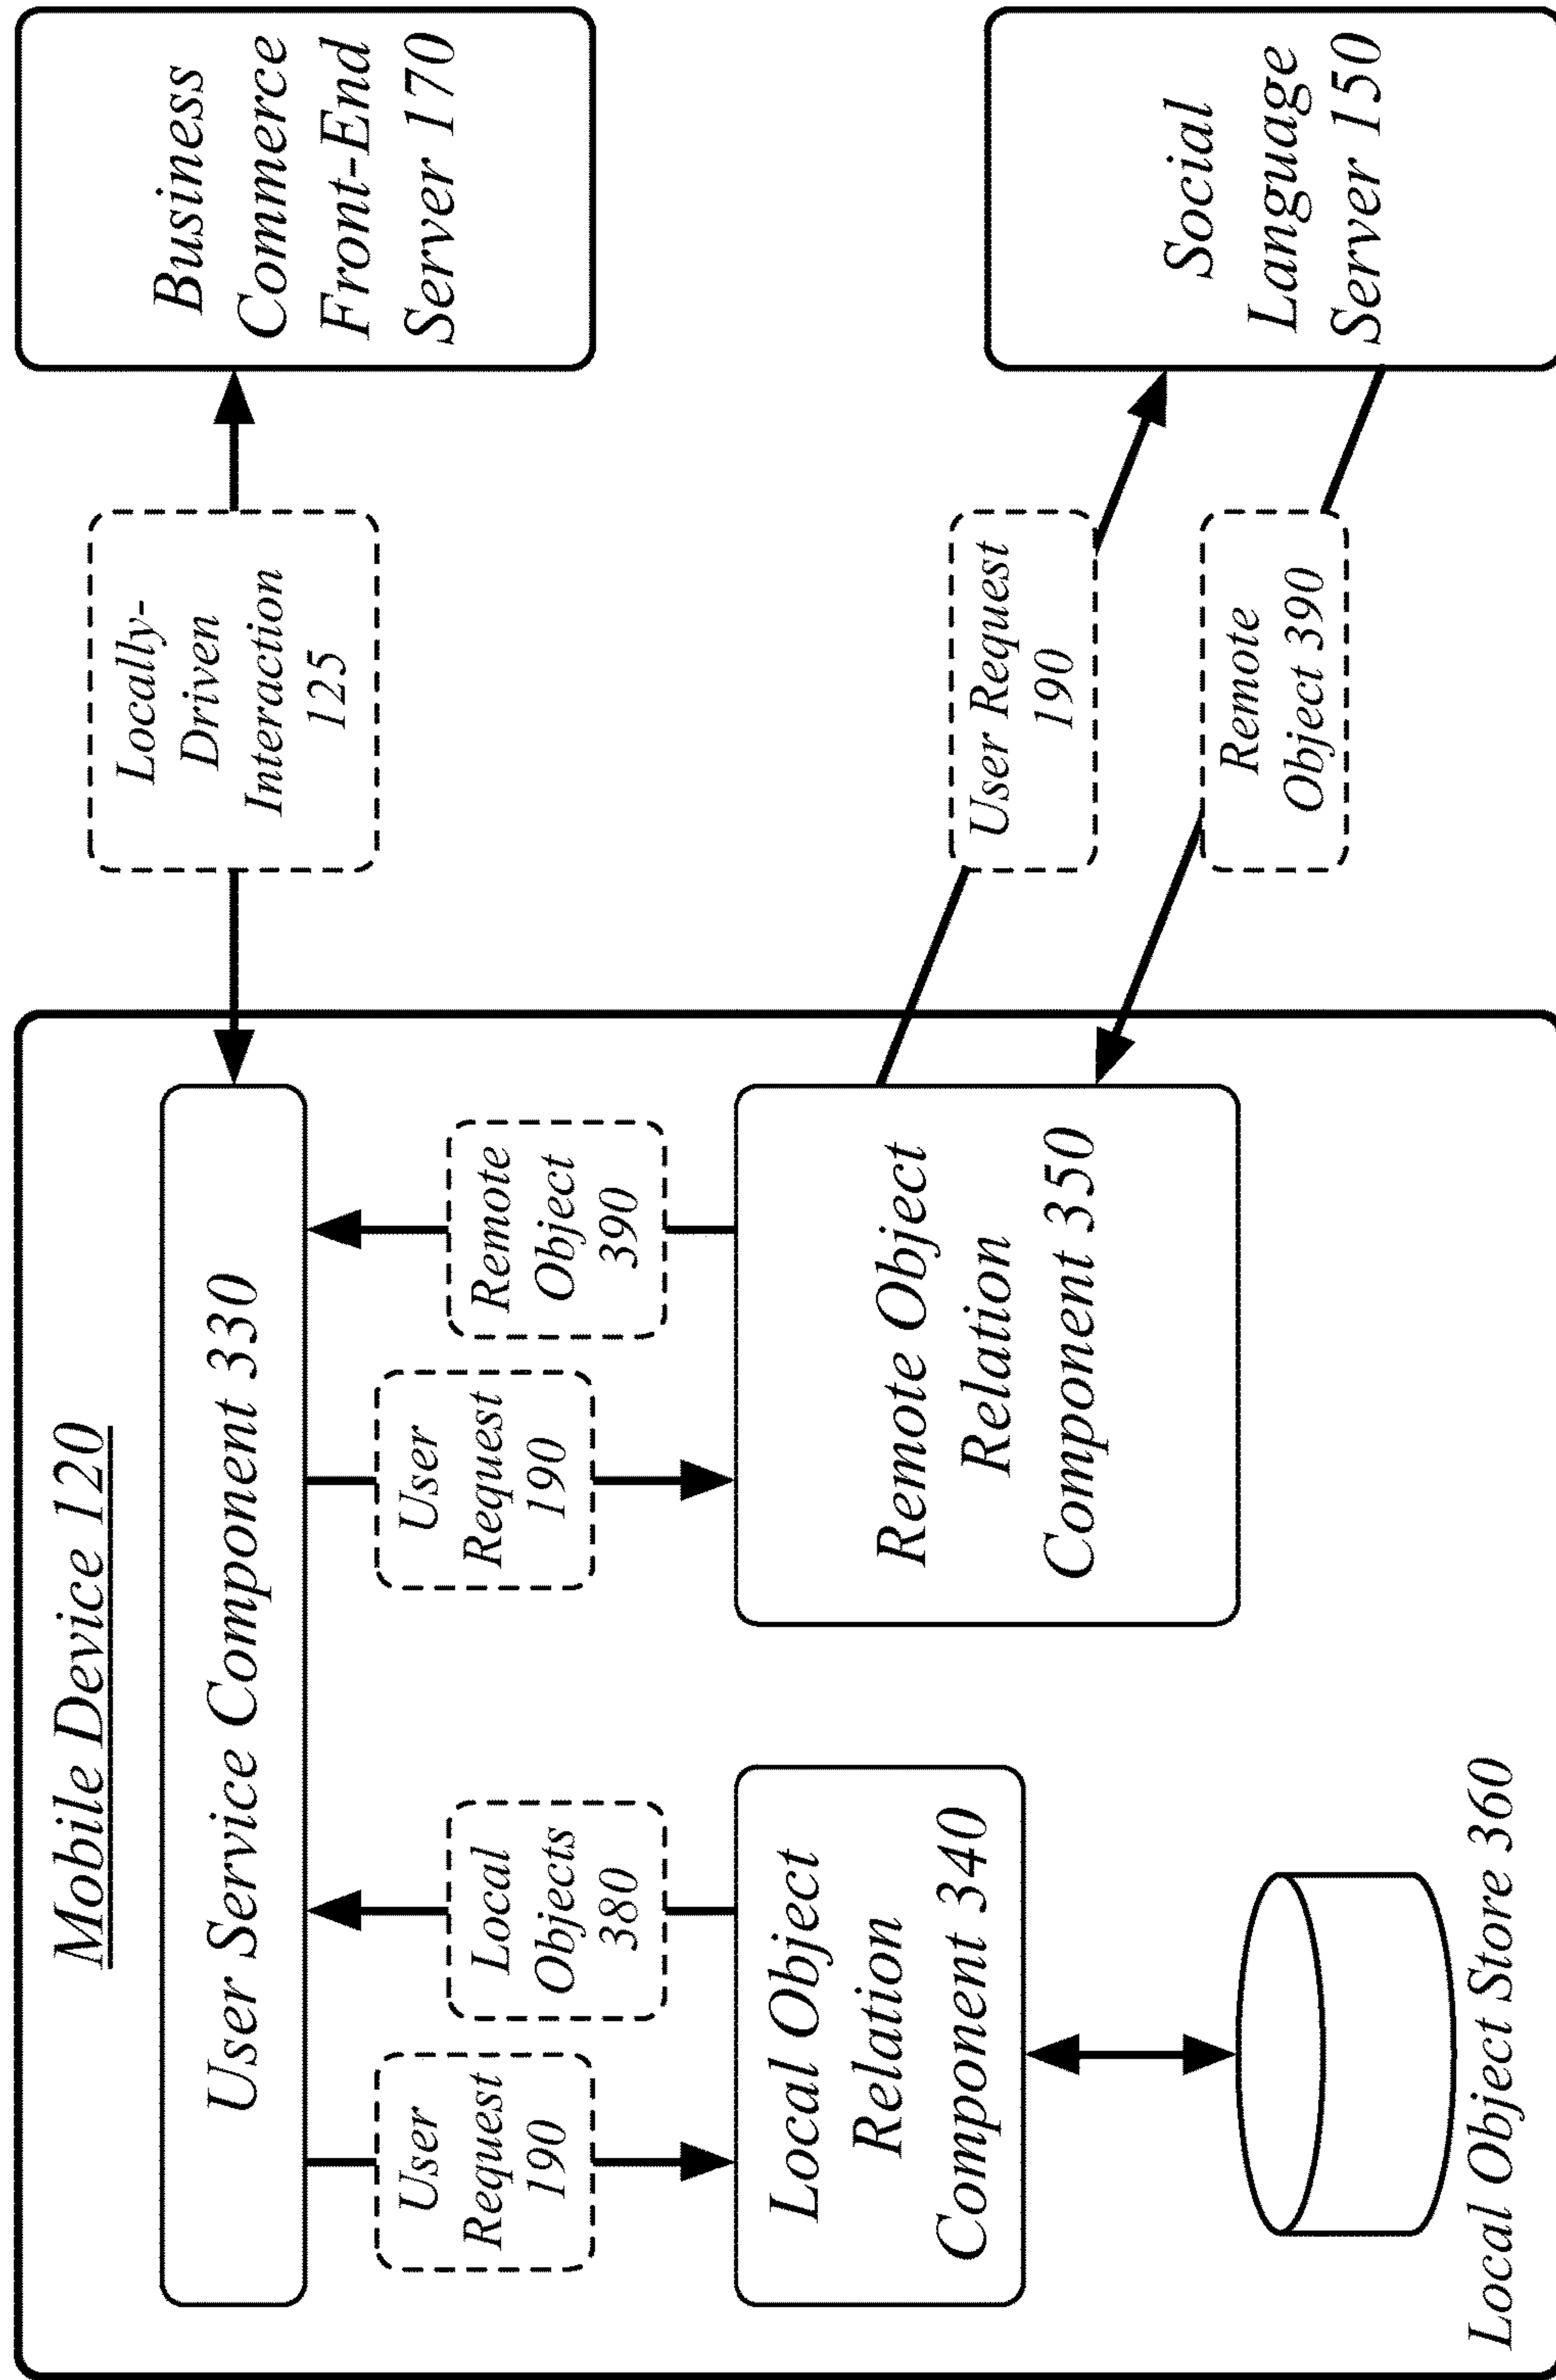 Mobile Device 120
User Service Component 330
User
Request
190
Local
Objects
380
User
Request
190
Remote
Object
390
Local Object
Relation
Component 340
Remote Object
Relation
Component 350
Local Object Store 360
Locally-
Driven
Interaction
125
User Request
190
Remote
Object 390
Business
Commerce
Front-End
Server 170
Social
Language
Server 150